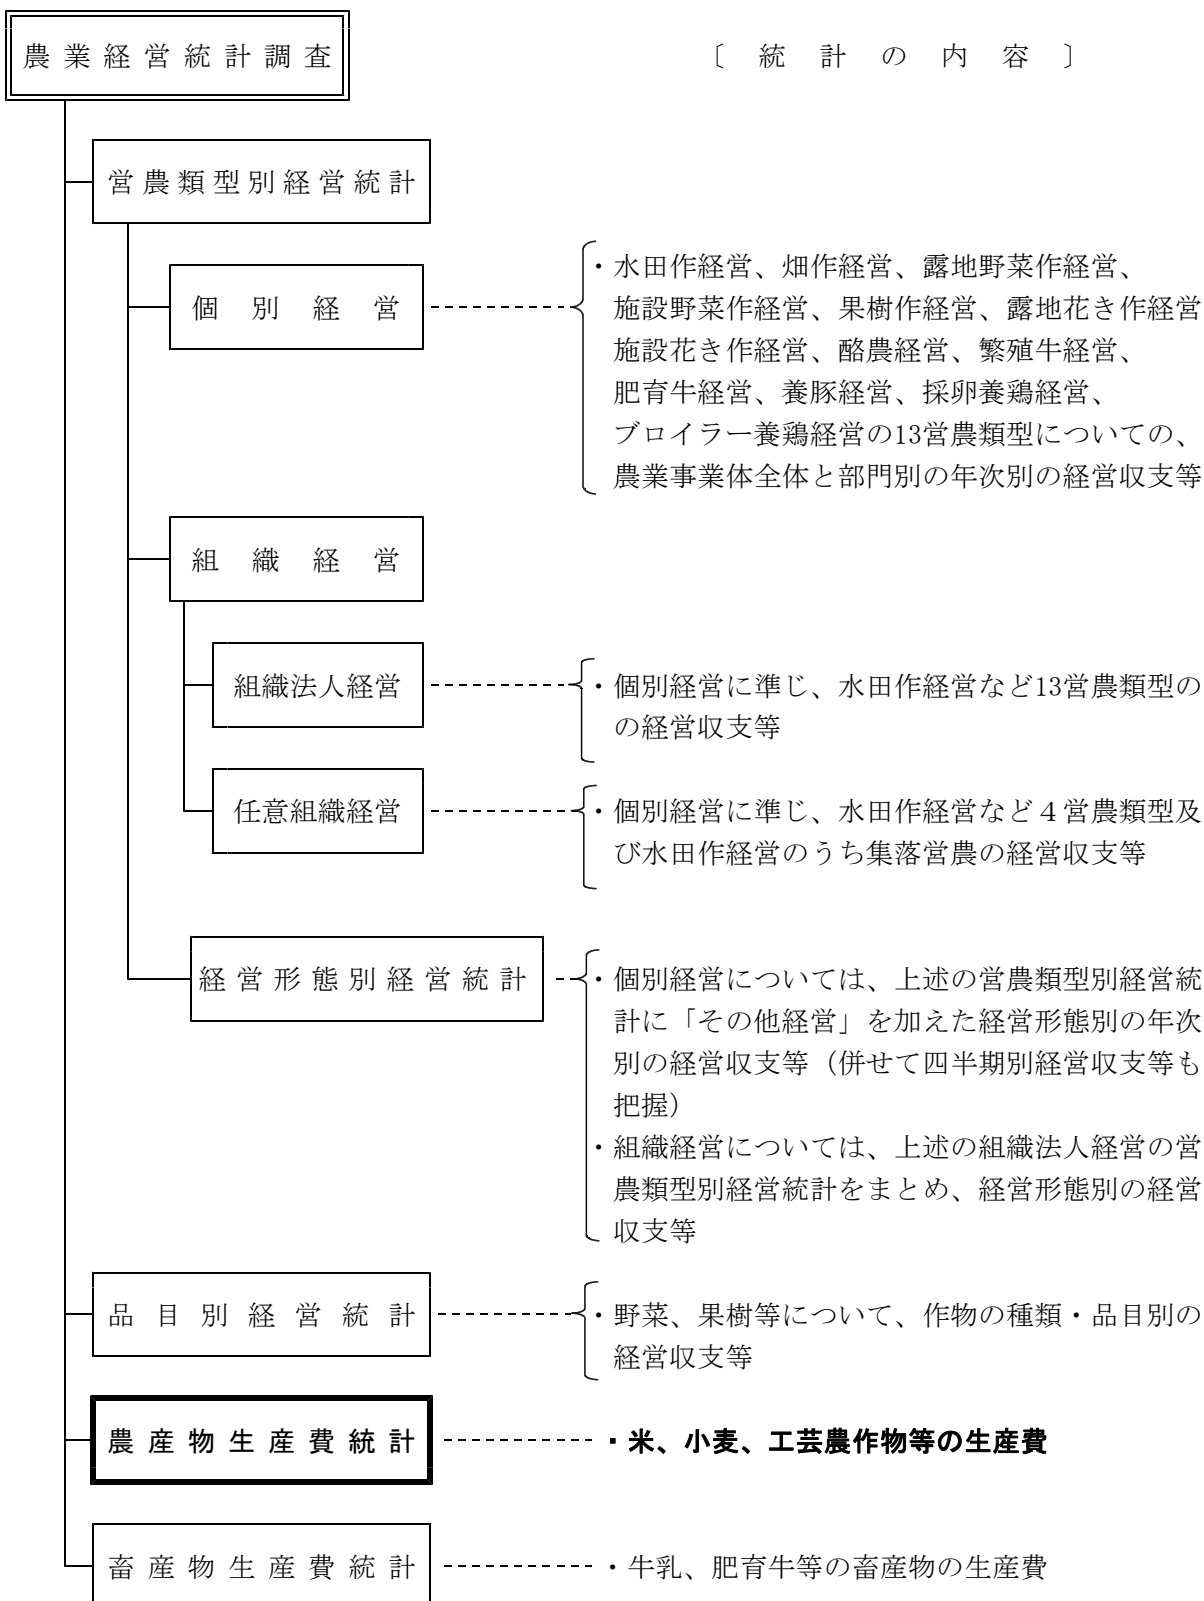 農業経営統計調査
〔 統 計 の 内 容 〕
営農類型別経営統計
個別経営
・水田作経営、畑作経営、露地野菜作経営、
施設野菜作経営、果樹作経営、露地花き作経営
施設花き作経営、酪農経営、繁殖牛経営、
肥育牛経営、養豚経営、採卵養鶏経営、
ブロイラー養鶏経営の13営農類型についての、
農業事業体全体と部門別の年次別の経営収支等
組織経営
組織法人経営
・個別経営に準じ、水田作経営など13営農類型の
の経営収支等
任意組織経営
・個別経営に準じ、水田作経営など４営農類型及
び水田作経営のうち集落営農の経営収支等
経営形態別経営統計
・個別経営については、上述の営農類型別経営統
計に「その他経営」を加えた経営形態別の年次
別の経営収支等（併せて四半期別経営収支等も
把握）
・組織経営については、上述の組織法人経営の営
農類型別経営統計をまとめ、経営形態別の経営
収支等
品目別経営統計
・野菜、果樹等について、作物の種類・品目別の
経営収支等
農産物生産費統計
・米、小麦、工芸農作物等の生産費
畜産物生産費統計
・牛乳、肥育牛等の畜産物の生産費